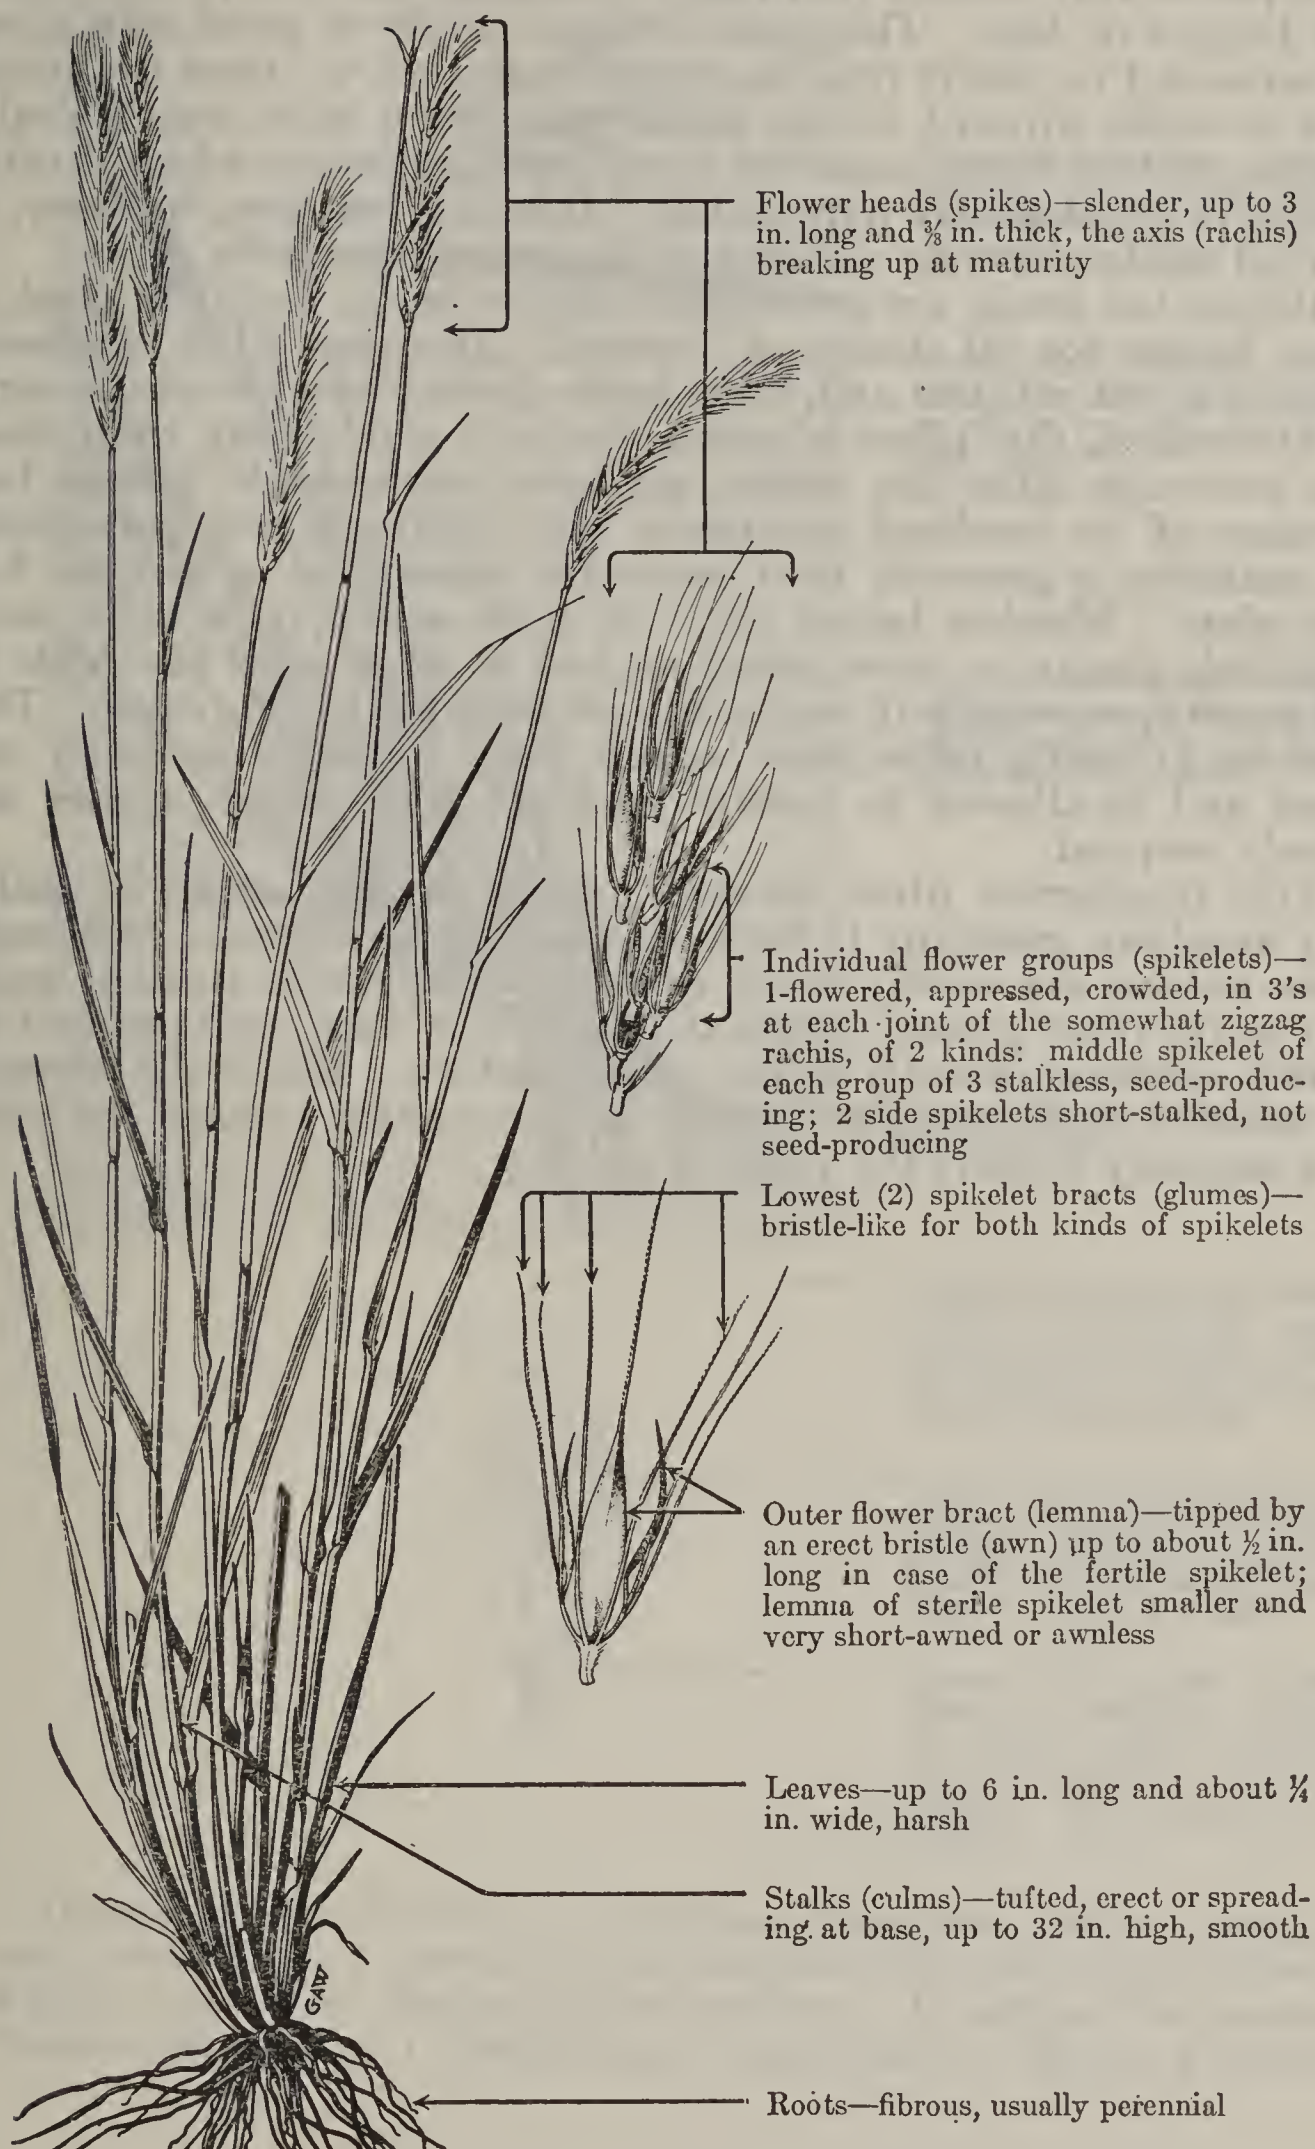 Flower heads (spikes)—slender, up to 3
in. long and ⅜ in. thick, the axis (rachis)
breaking up at maturity
Individual flower groups (spikelets)—
1-flowered, appressed, crowded, in 3's
at each joint of the somewhat zigzag
rachis, of 2 kinds: middle spikelet of
each group of 3 stalkless, seed-produc-
ing; 2 side spikelets short-stalked, not
seed-producing
Lowest (2) spikelet bracts (glumes)—
bristle-like for both kinds of spikelets
Outer flower bract (lemma)—tipped by
an erect bristle (awn) up to about ½ in.
long in case of the fertile spikelet;
lemma of sterile spikelet smaller and
very short-awned or awnless
Leaves—up to 6 in. long and about ¼
in. wide, harsh
Stalks (culms)—tufted, erect or spread-
ing at base, up to 32 in. high, smooth
GAW
Roots—fibrous, usually perennial